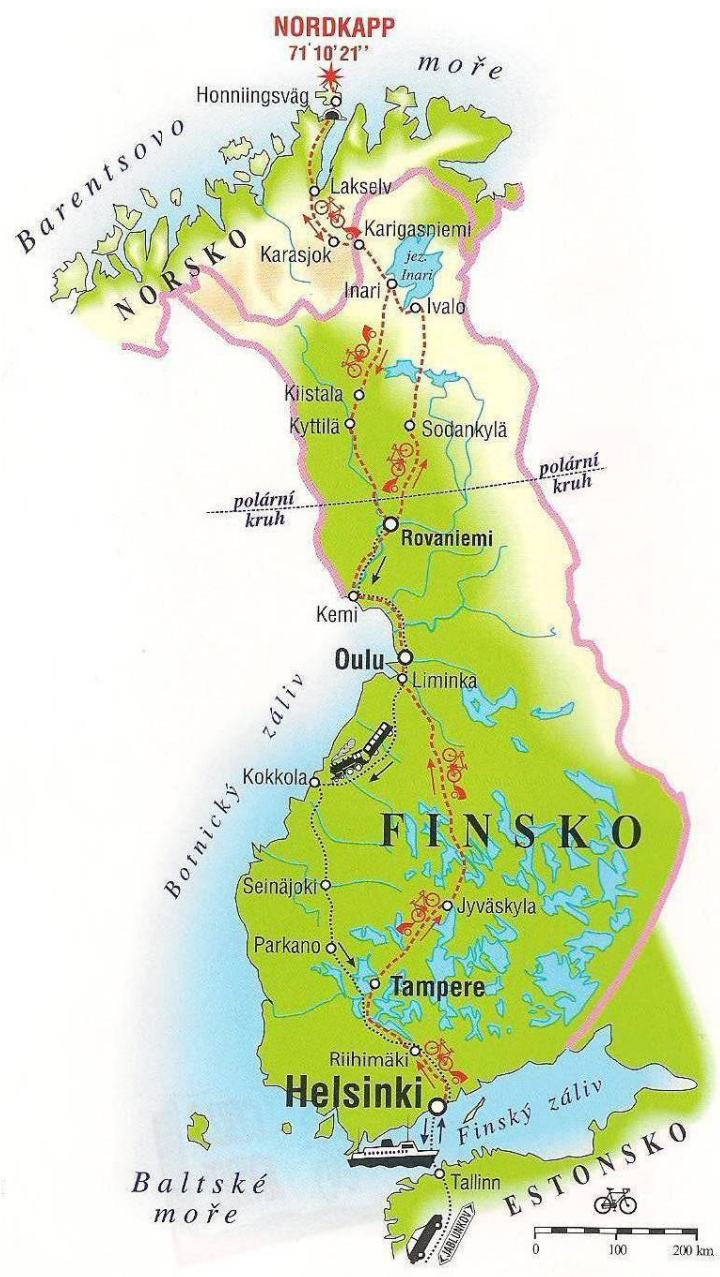 NORDKAPP
71°10'21''
moře
Barentsovo
Honniingsväg
Lakselv
Karigasniemi
Karasjok
NORSKO
jez.
Inari
Inari
Ivalo
Kiistala
Kyttilä
Sodankylä
polární
kruh
polární
kruh
Rovaniemi
Kemi
Oulu
Liminka
Botnický záliv
Kokkola
FINSKO
Seinäjoki
Jyväskyla
Parkano
Tampere
Riihimäki
Helsinki
Finský záliv
Baltské
moře
Tallinn
ESTONSKO
JABLUNKOV
0 100 200 km